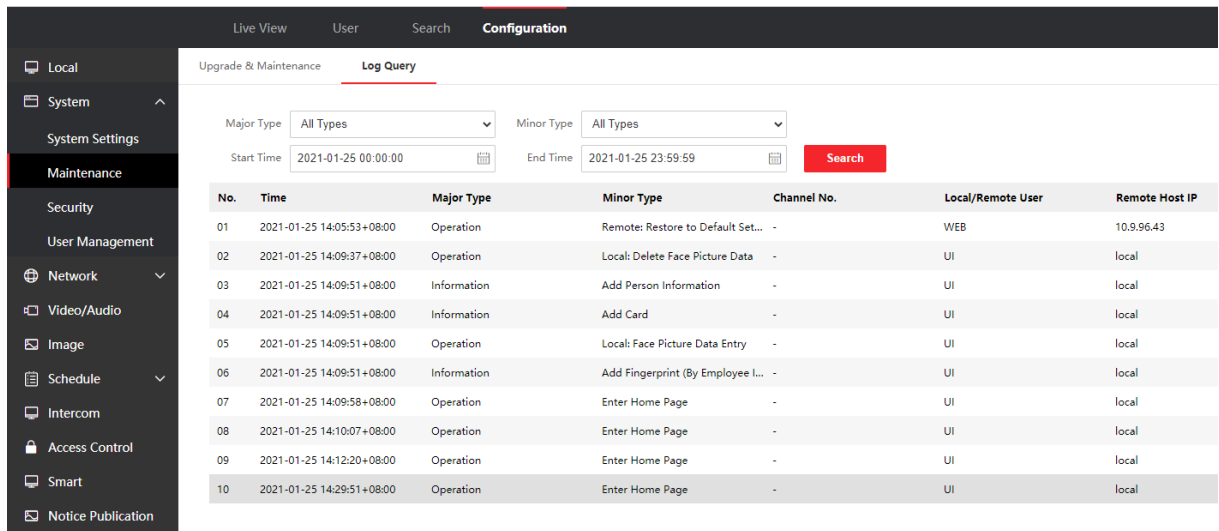 Live View User Search Configuration
Local
Upgrade & Maintenance Log Query
System
Major Type All Types Minor Type All Types
System Settings
Start Time 2021-01-25 00:00:00 End Time 2021-01-25 23:59:59 Search
Maintenance
No. Time Major Type Minor Type Channel No. Local/Remote User Remote Host IP
Security
01 2021-01-25 14:05:53+08:00 Operation Remote: Restore to Default Set... - WEB 10.9.96.43
User Management
02 2021-01-25 14:09:37+08:00 Operation Local: Delete Face Picture Data - UI local
Network
03 2021-01-25 14:09:51+08:00 Information Add Person Information - UI local
Video/Audio
04 2021-01-25 14:09:51+08:00 Information Add Card - UI local
Image
05 2021-01-25 14:09:51+08:00 Operation Local: Face Picture Data Entry - UI local
Schedule
06 2021-01-25 14:09:51+08:00 Information Add Fingerprint (By Employee I... - UI local
07 2021-01-25 14:09:58+08:00 Operation Enter Home Page - UI local
Intercom
08 2021-01-25 14:10:07+08:00 Operation Enter Home Page - UI local
Access Control
09 2021-01-25 14:12:20+08:00 Operation Enter Home Page - UI local
Smart
10 2021-01-25 14:29:51+08:00 Operation Enter Home Page - UI local
Notice Publication